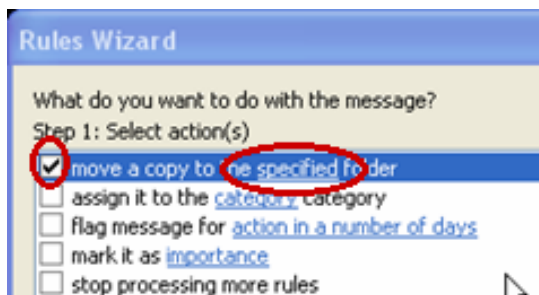 Rules Wizard
What do you want to do with the message?
Step 1: Select action(s)
move a copy to the specified folder
assign it to the category category
flag message for action in a number of days
mark it as importance
stop processing more rules